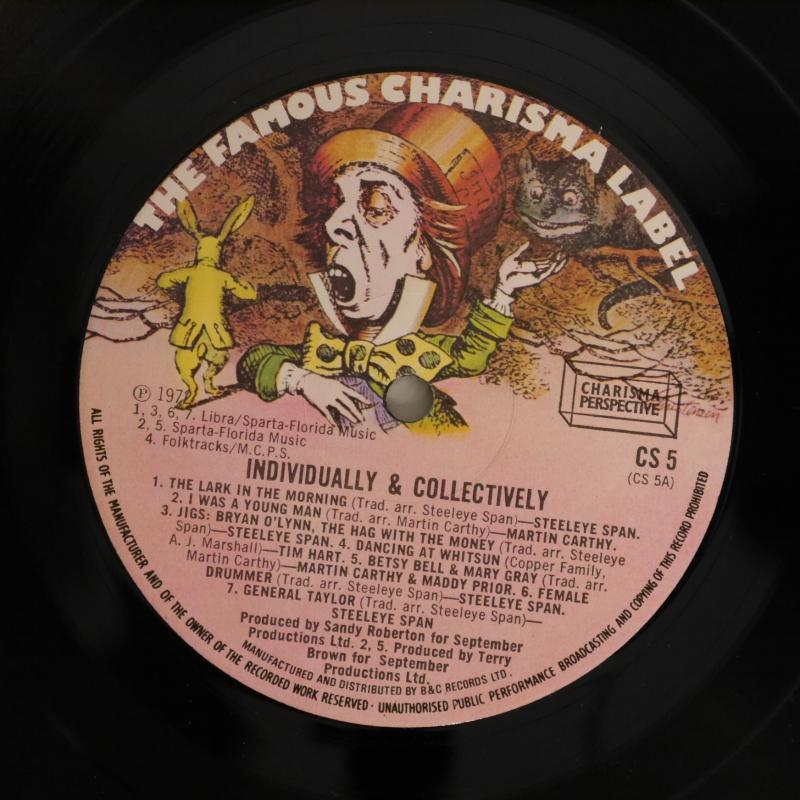 THE FAMOUS CHARISMA LABEL
CHARISMA
PERSPECTIVE
CS 5
(CS 5A)
Ⓟ 197
1, 3, 6, 7. Libra/Sparta-Florida Music
2, 5. Sparta-Florida Music
4. Folktracks/M.C.P.S.
INDIVIDUALLY & COLLECTIVELY
1. THE LARK IN THE MORNING (Trad. arr. Steeleye Span)—STEELEYE SPAN.
2. I WAS A YOUNG MAN (Trad. arr. Martin Carthy)—MARTIN CARTHY.
3. JIGS: BRYAN O'LYNN, THE HAG WITH THE MONEY (Trad. arr. Steeleye
Span)—STEELEYE SPAN. 4. DANCING AT WHITSUN (Copper Family,
A. J. Marshall)—TIM HART. 5. BETSY BELL & MARY GRAY (Trad. arr.
Martin Carthy)—MARTIN CARTHY & MADDY PRIOR. 6. FEMALE
DRUMMER (Trad. arr. Steeleye Span)—STEELEYE SPAN.
7. GENERAL TAYLOR (Trad. arr. Steeleye Span)—
STEELEYE SPAN
Produced by Sandy Roberton for September
Productions Ltd. 2, 5. Produced by Terry
Brown for September
Productions Ltd.
MANUFACTURED AND DISTRIBUTED BY B&C RECORDS LTD.
ALL RIGHTS OF THE MANUFACTURER AND OF THE OWNER OF THE RECORDED WORK RESERVED · UNAUTHORISED PUBLIC PERFORMANCE BROADCASTING AND COPYING OF THIS RECORD PROHIBITED